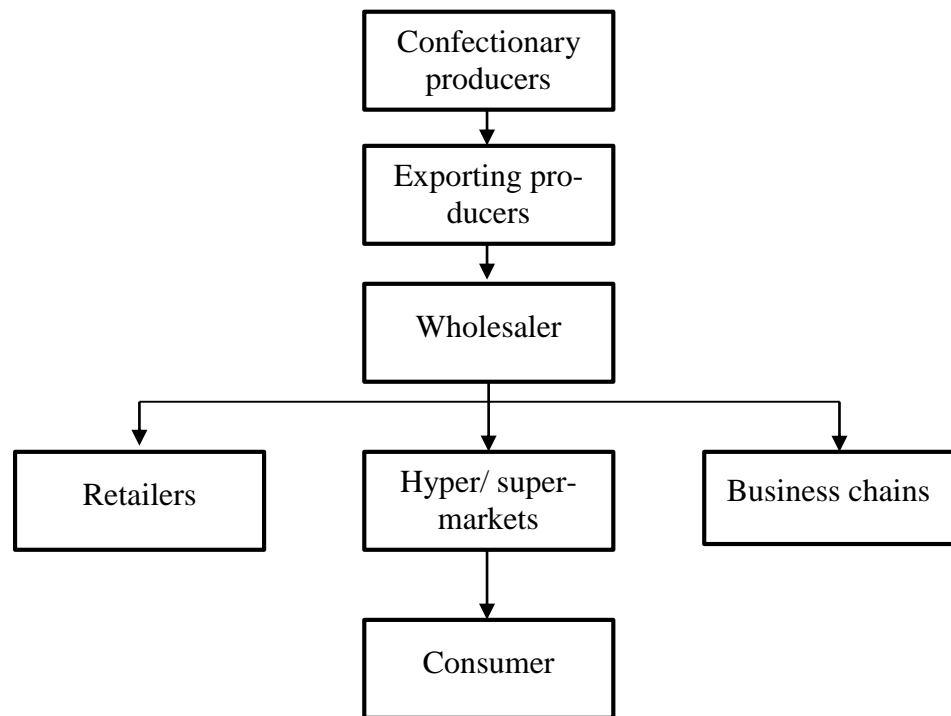 Confectionary
producers
Exporting pro-
ducers
Wholesaler
Retailers
Hyper/ super-
markets
Business chains
Consumer